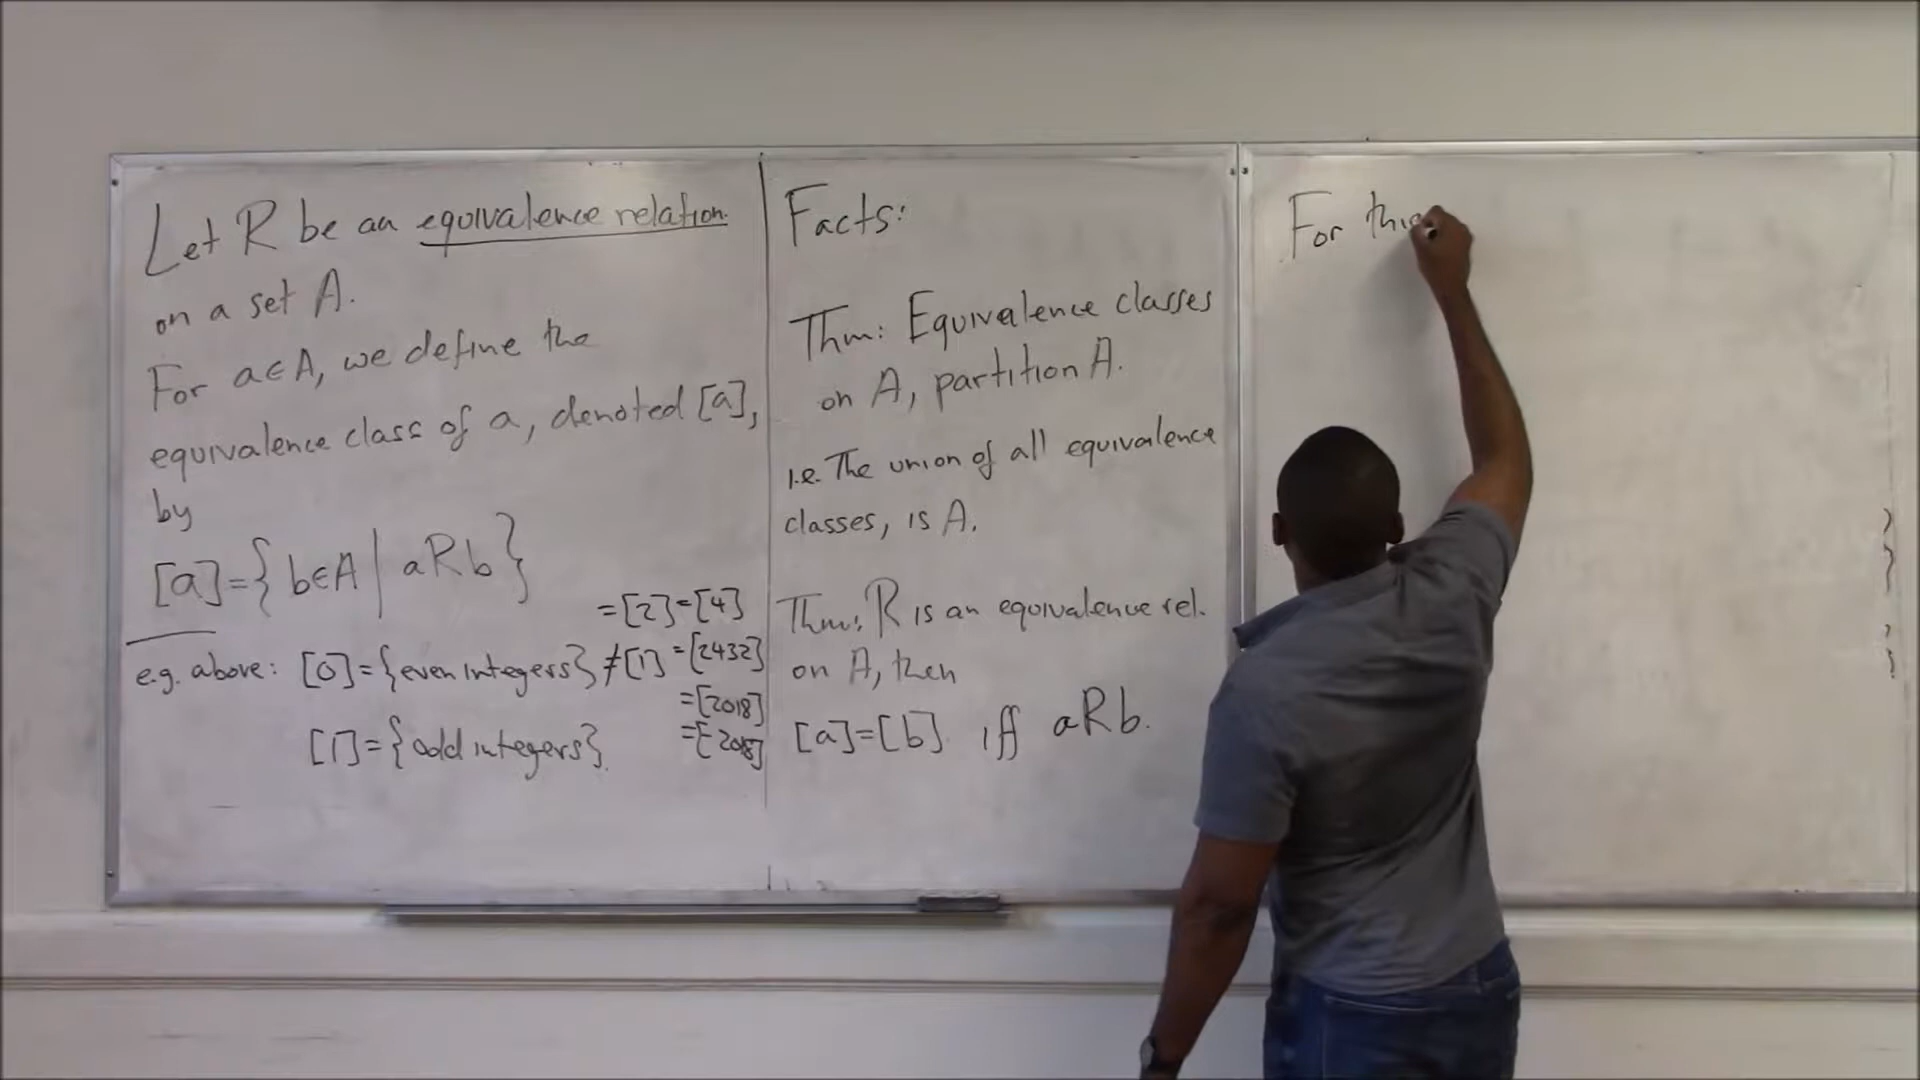 Let R be an equivalence relation.
on a set A.
For a∈A, we define the
equivalence class of a, denoted [a],
by
[a]={b∈A | aRb}
=[2]=[4]
e.g. above: [0]={even integers}≠[1] =[2432]
=[2018]
[1]={odd integers}. =[-2018]
Facts:
Thm: Equivalence classes
on A, partition A.
i.e. The union of all equivalence
classes, is A.
Thm: R is an equivalence rel.
on A, then
[a]=[b] iff aRb.
For this